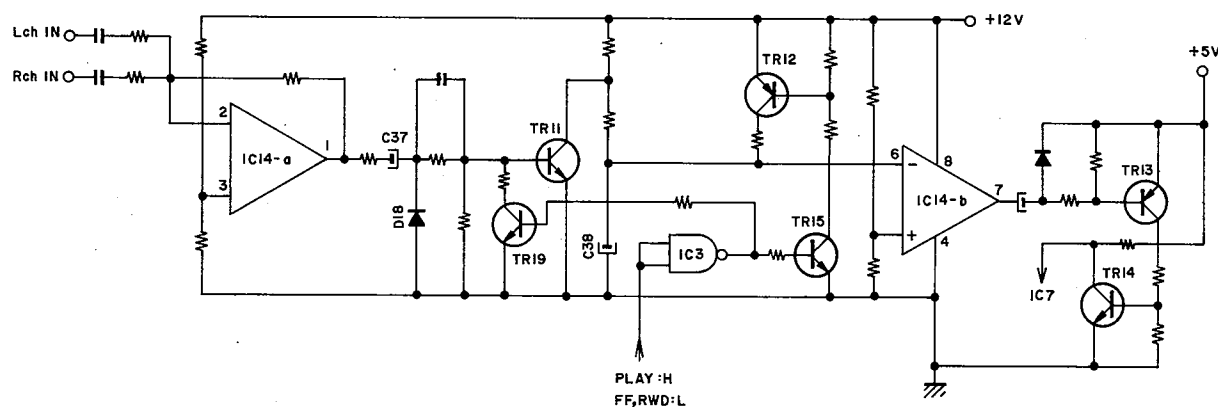 Lch IN
Rch IN
2
3
1
IC14-a
C37
D18
TR11
TR19
C38
IC3
PLAY:H
FF,RWD:L
TR12
TR15
6
-
+
8
4
7
IC14-b
+12V
+5V
TR13
TR14
IC7